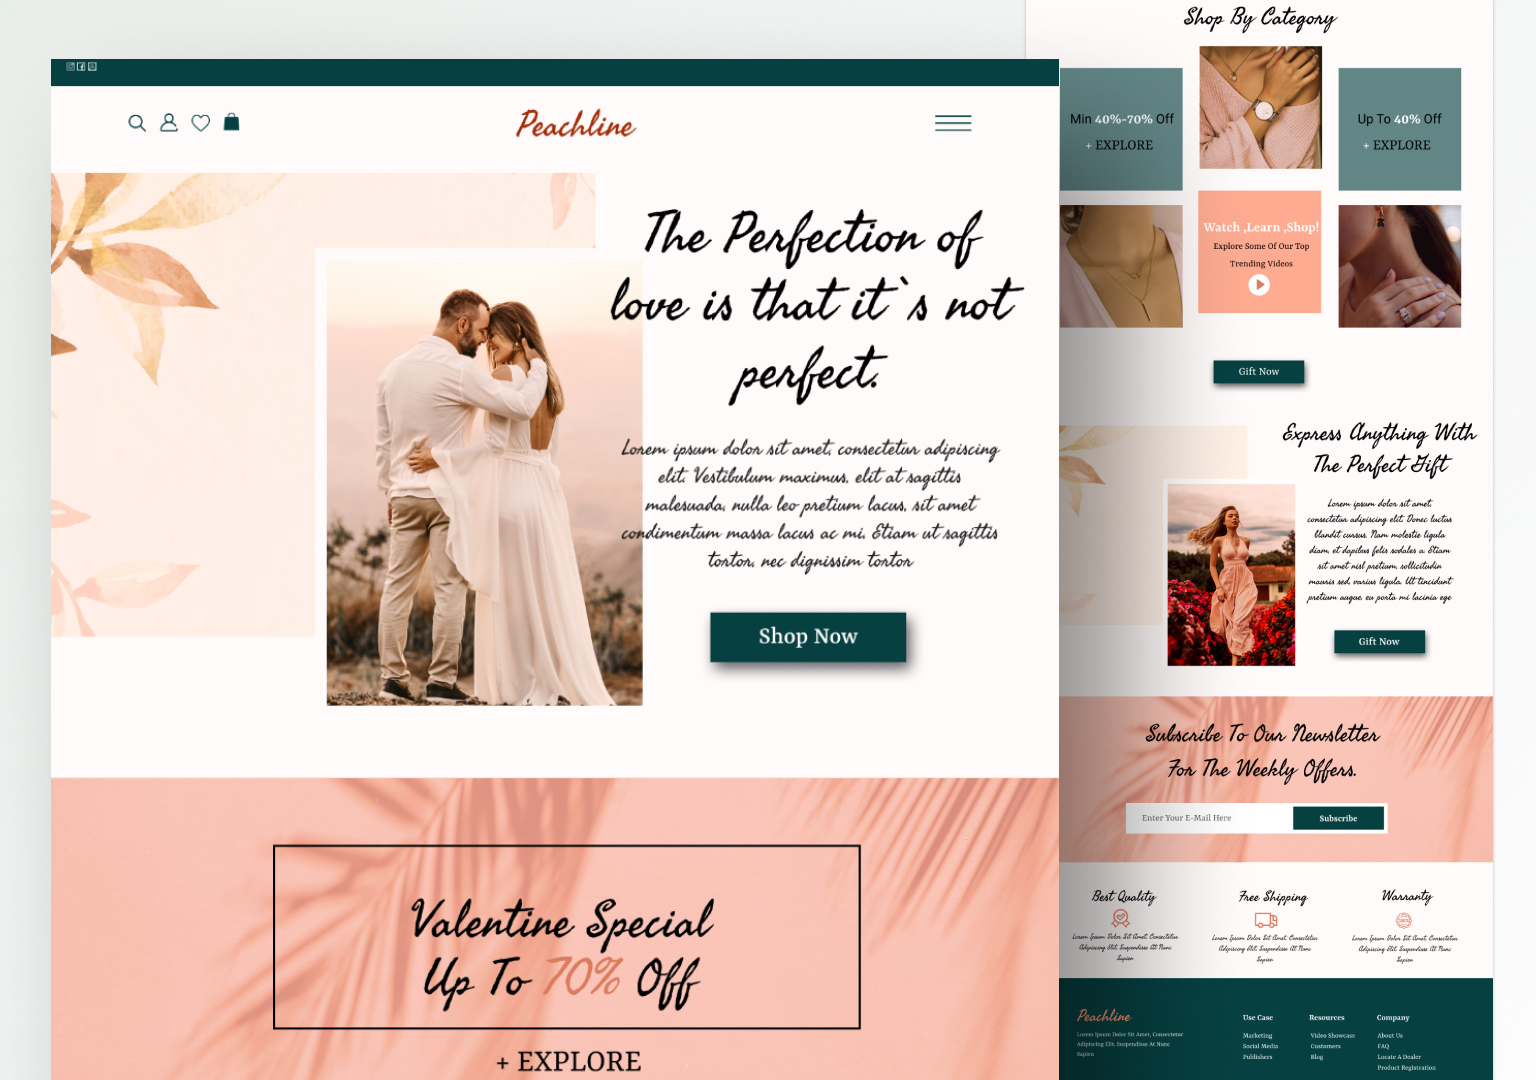 Peachline
The Perfection of
love is that it`s not
perfect.
Lorem ipsum dolor sit amet, consectetur adipiscing
elit. Vestibulum maximus, elit at sagittis
malesuada, nulla leo pretium lacus, sit amet
condimentum massa lacus ac mi. Etiam ut sagittis
tortor, nec dignissim tortor
Shop Now
Valentine Special
Up To 70% Off
+ EXPLORE
Shop By Category
Min 40%-70% Off
+ EXPLORE
Up To 40% Off
+ EXPLORE
Watch ,Learn ,Shop!
Explore Some Of Our Top
Trending Videos
Gift Now
Express Anything With
The Perfect Gift
Lorem ipsum dolor sit amet,
consectetur adipiscing elit. Donec luctus
blandit cursus. Nam molestie ligula
diam, et dapibus felis sodales a. Etiam
sit amet nisl pretium, sollicitudin
mauris sed, varius ligula. Ut tincidunt
pretium augue, eu porta mi lacinia ege
Gift Now
Subscribe To Our Newsletter
For The Weekly Offers.
Enter Your E-Mail Here
Subscribe
Best Quality
Lorem Ipsum Dolor Sit Amet, Consectetur
Adipiscing Elit, Suspendisse At Nunc
Sapien
Free Shipping
Lorem Ipsum Dolor Sit Amet, Consectetur
Adipiscing Elit, Suspendisse At Nunc
Sapien
Warranty
Lorem Ipsum Dolor Sit Amet, Consectetur
Adipiscing Elit, Suspendisse At Nunc
Sapien
Peachline
Lorem Ipsum Dolor Sit Amet, Consectetur
Adipiscing Elit, Suspendisse At Nunc
Sapien
Use Case
Marketing
Social Media
Publishers
Resources
Video Showcase
Customers
Blog
Company
About Us
FAQ
Locate A Dealer
Product Registration